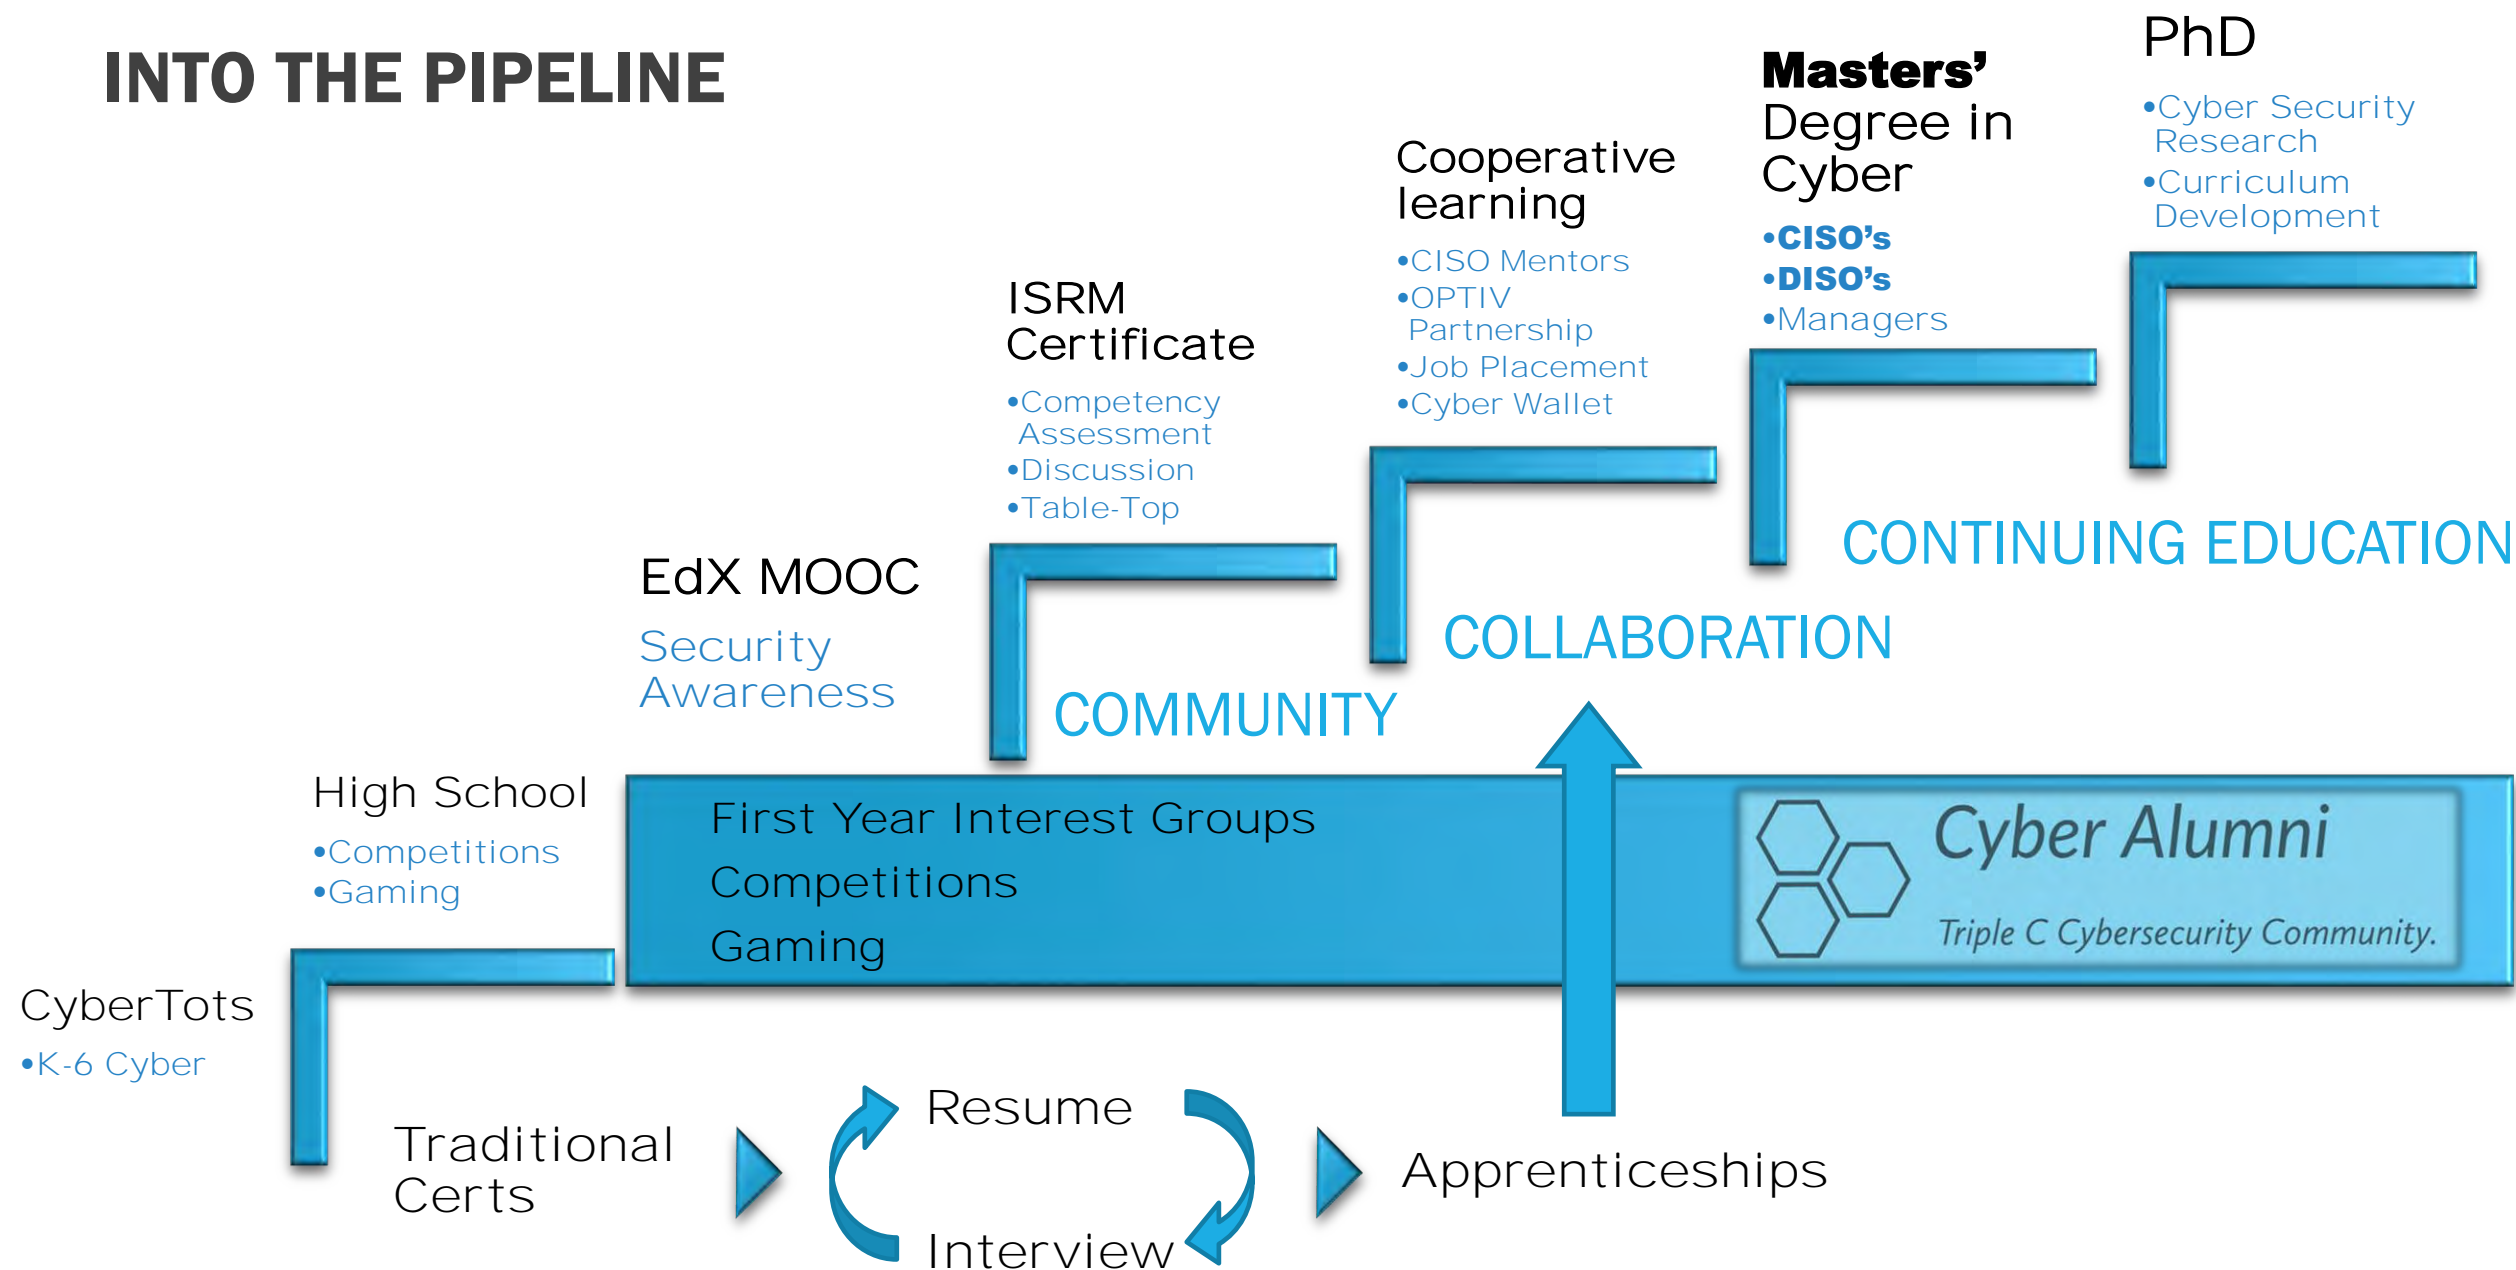 INTO THE PIPELINE
PhD
•Cyber Security
Research
•Curriculum
Development
Masters’
Degree in
Cyber
•CISO’s
•DISO’s
•Managers
Cooperative
learning
•CISO Mentors
•OPTIV
Partnership
•Job Placement
•Cyber Wallet
ISRM
Certificate
•Competency
Assessment
•Discussion
•Table-Top
EdX MOOC
Security
Awareness
CONTINUING EDUCATION
COLLABORATION
COMMUNITY
High School
•Competitions
•Gaming
First Year Interest Groups
Competitions
Gaming
Cyber Alumni
Triple C Cybersecurity Community.
CyberTots
•K-6 Cyber
Traditional
Certs
Resume
Interview
Apprenticeships